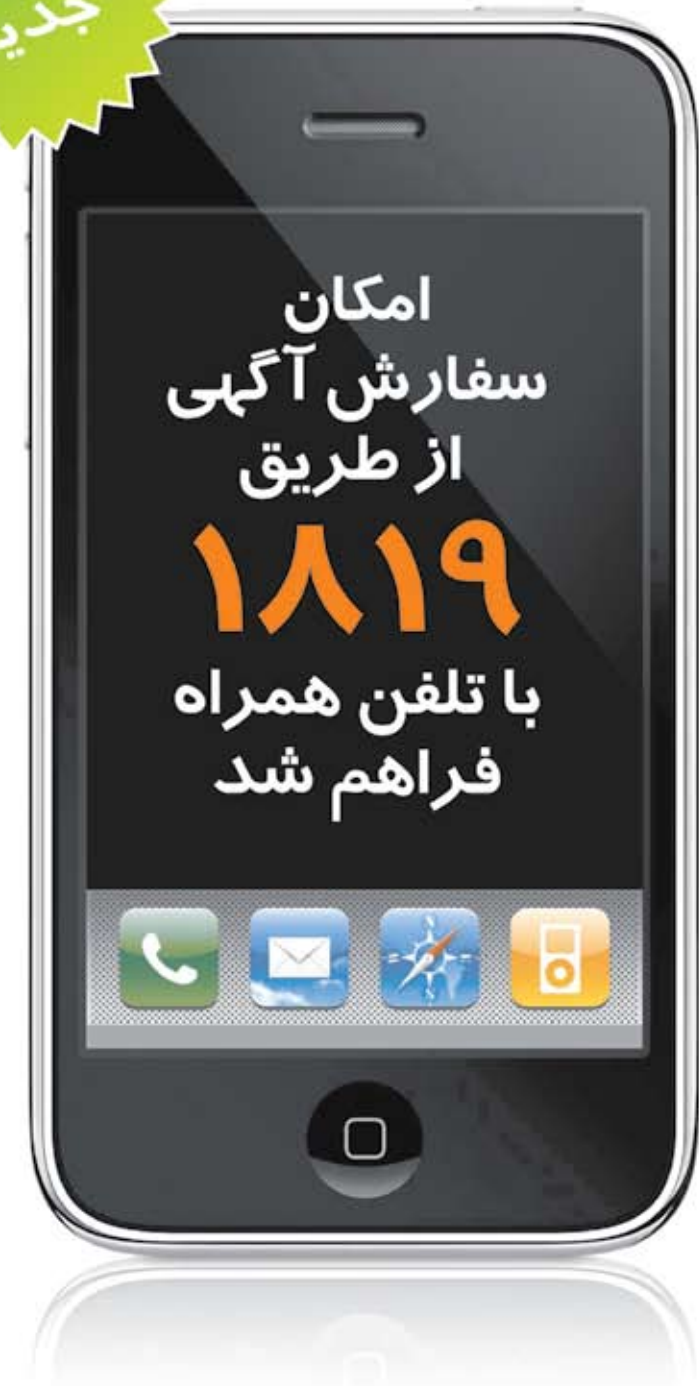 امکان
سفارش آگهی
از طریق
۱۸۱۹
با تلفن همراه
فراهم شد